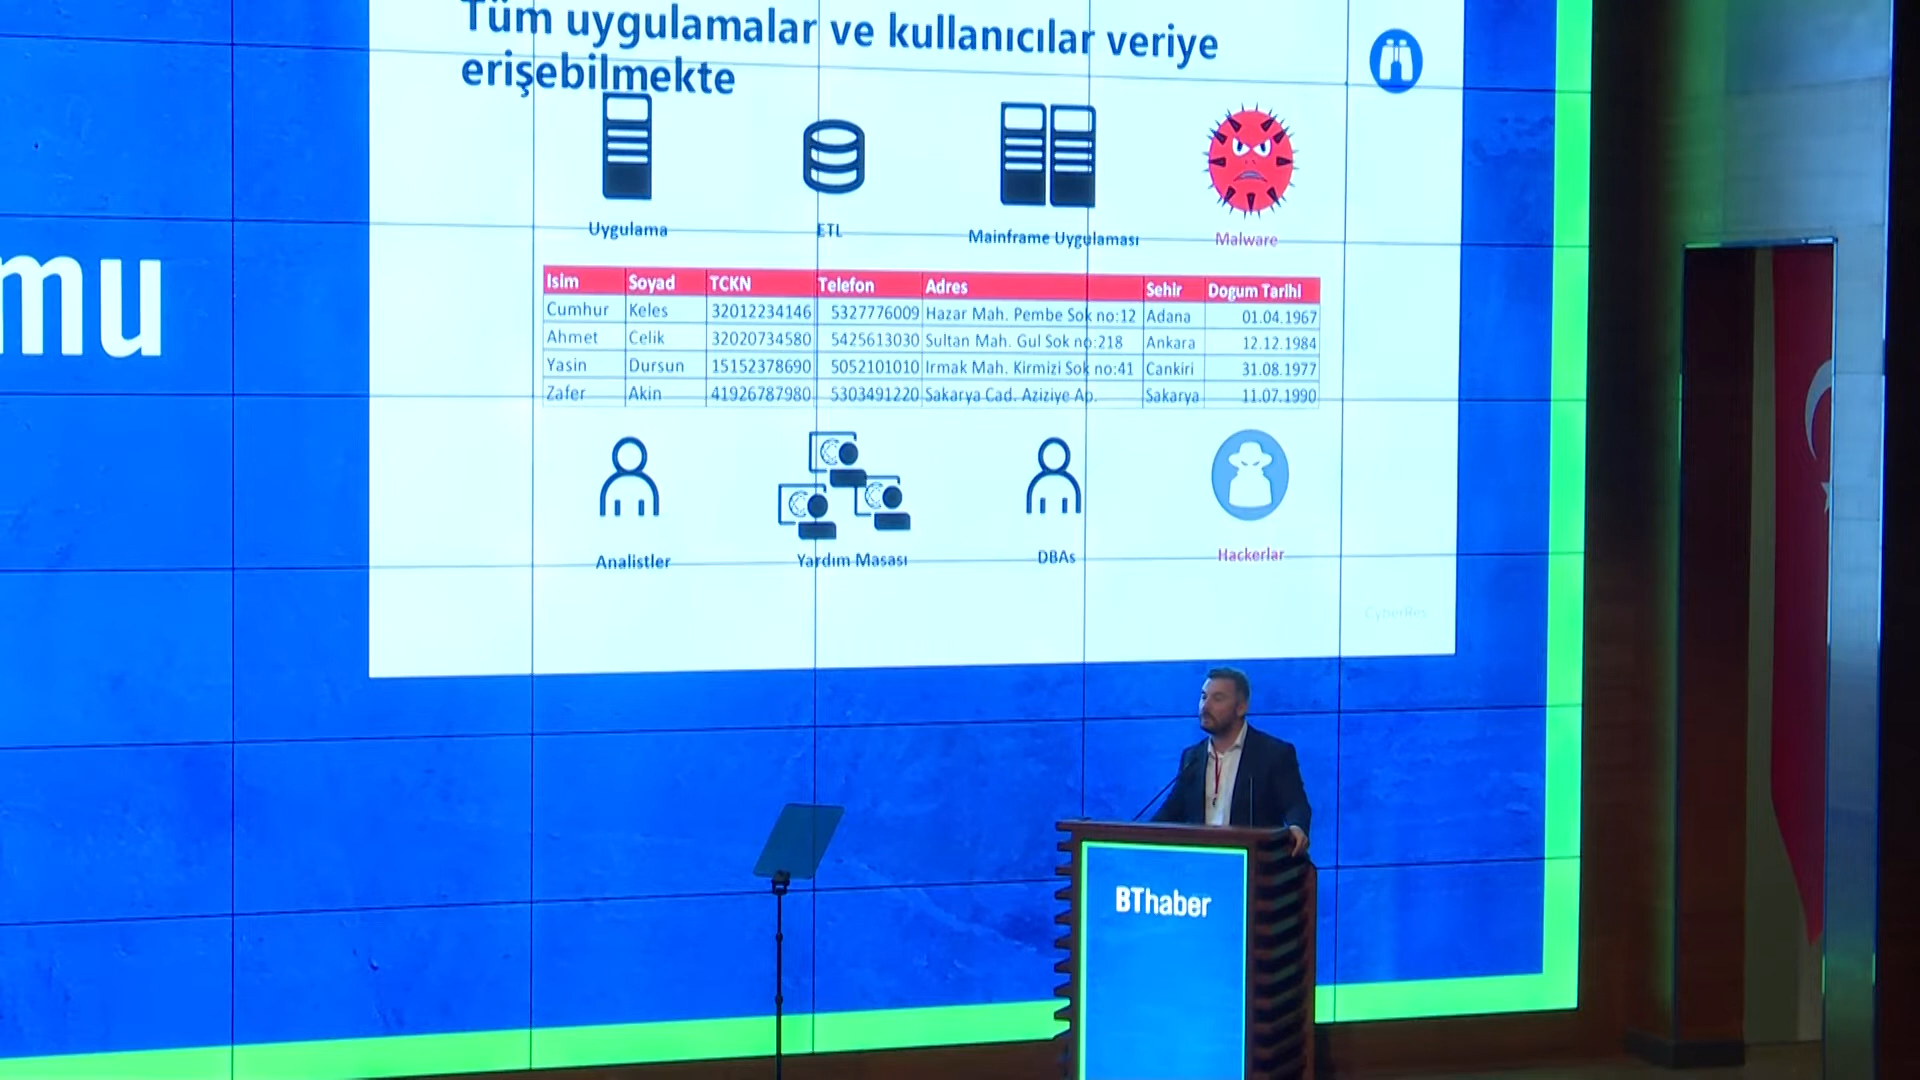 Tüm uygulamalar ve kullanıcılar veriye
erişebilmekte
mu
Uygulama ETL Mainframe Uygulaması Malware
Isim Soyad TCKN Telefon Adres Sehir Dogum Tarihi
Cumhur Keles 32012234146 5327776009 Hazar Mah. Pembe Sok no:12 Adana 01.04.1967
Ahmet Celik 32020734580 5425613030 Sultan Mah. Gul Sok no:218 Ankara 12.12.1984
Yasin Dursun 15152378690 5052101010 Irmak Mah. Kirmizi Sok no:41 Cankiri 31.08.1977
Zafer Akin 41926787980 5303491220 Sakarya Cad. Aziziye Ap. Sakarya 11.07.1990
Analistler Yardım Masası DBAs Hackerlar
CyberRes
BThaber